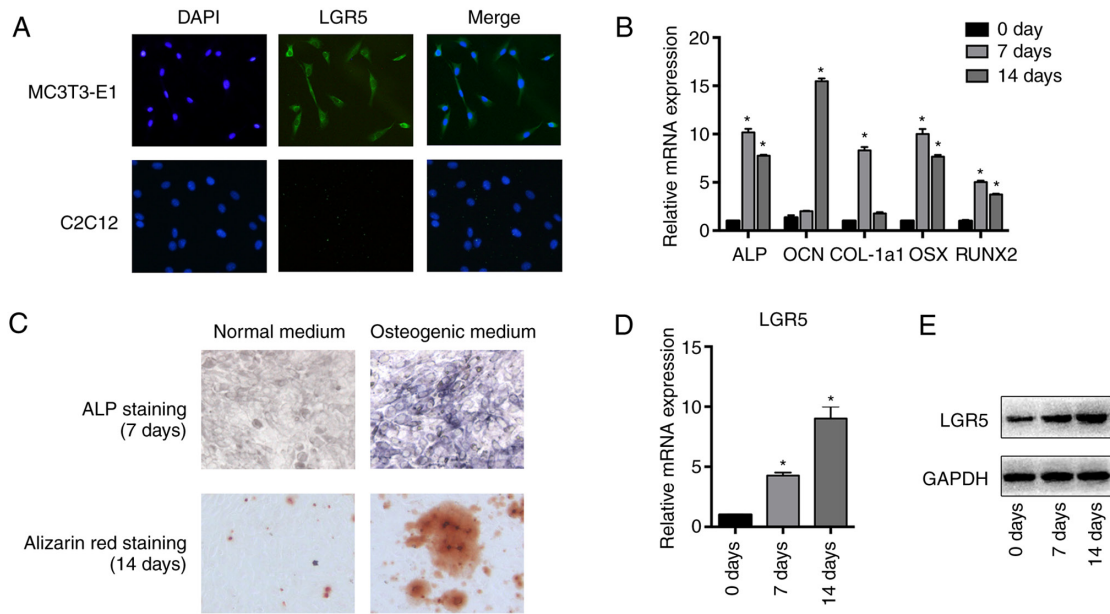 A
DAPI LGR5 Merge
MC3T3-E1
C2C12
B
0 day
7 days
14 days
Relative mRNA expression
20
15
10
5
0
* * * * * * * *
ALP OCN COL-1a1 OSX RUNX2
C
Normal medium Osteogenic medium
ALP staining
(7 days)
Alizarin red staining
(14 days)
D
LGR5
Relative mRNA expression
15
10
5
0
* *
0 days 7 days 14 days
E
LGR5
GAPDH
0 days 7 days 14 days